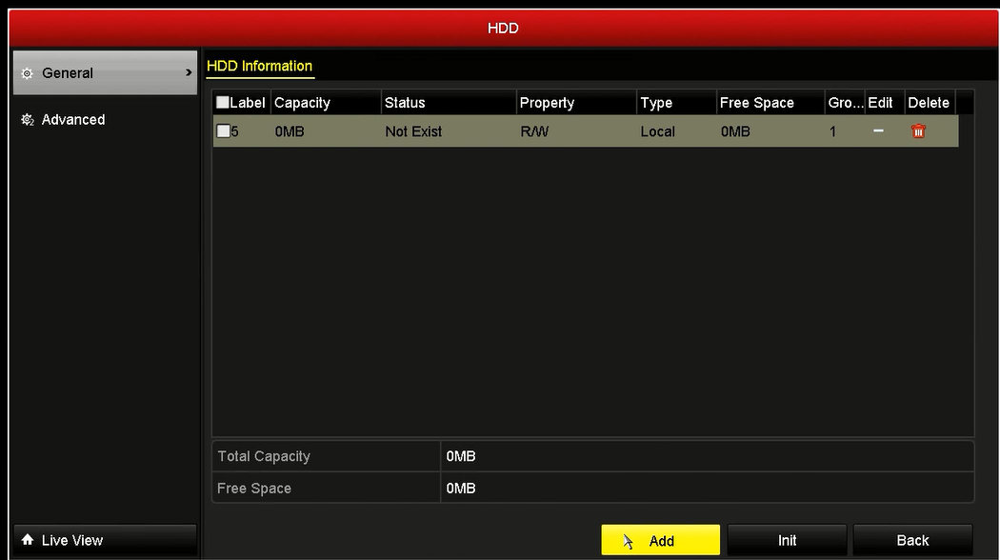 HDD
General
Advanced
HDD Information
Label Capacity Status Property Type Free Space Gro... Edit Delete
5 0MB Not Exist R/W Local 0MB 1
Total Capacity 0MB
Free Space 0MB
Live View
Add Init Back